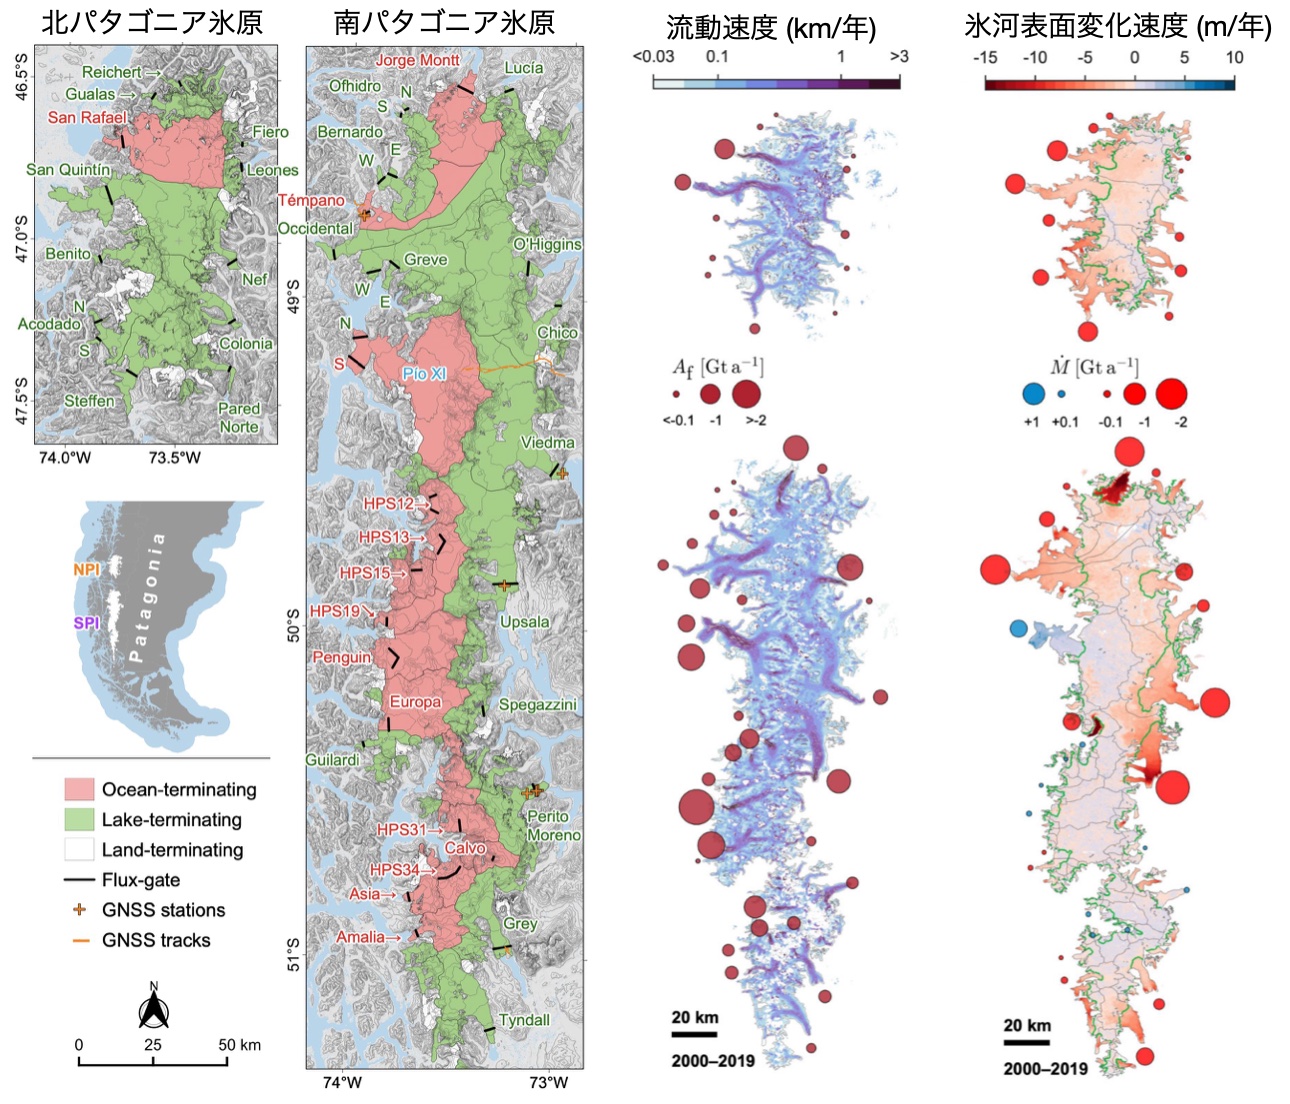 北パタゴニア氷原
46.5°S
47.0°S
47.5°S
74.0°W
73.5°W
Reichert→
Gualas→
San Rafael
Fiero
San Quintín
Leones
Benito
Nef
N
Acodado
S
Colonia
Steffen
Pared
Norte
南パタゴニア氷原
Jorge Montt
Lucía
Ofhidro
N
S
Bernardo
W
E
Témpano
Occidental
O'Higgins
Greve
W
E
49°S
N
S
Chico
Pío XI
Viedma
HPS12→
HPS13→
HPS15→
HPS19
50°S
Upsala
Penguin
Europa
Spegazzini
Guilardi
Perito
Moreno
HPS31→
Calvo
HPS34→
Asia→
Grey
Amalia→
51°S
Tyndall
74°W
73°W
NPI
SPI
Patagonia
Ocean-terminating
Lake-terminating
Land-terminating
Flux-gate
GNSS stations
GNSS tracks
N
0 25 50 km
流動速度 (km/年)
<0.03 0.1 1 >3
A_f [Gt a⁻¹]
<-0.1 -1 >-2
20 km
2000–2019
氷河表面変化速度 (m/年)
-15 -10 -5 0 5 10
Ṁ [Gt a⁻¹]
+1 +0.1 -0.1 -1 -2
20 km
2000–2019